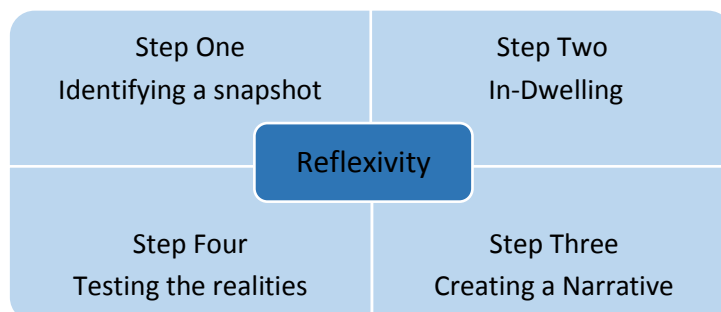 Step One
Identifying a snapshot
Step Two
In-Dwelling
Reflexivity
Step Four
Testing the realities
Step Three
Creating a Narrative